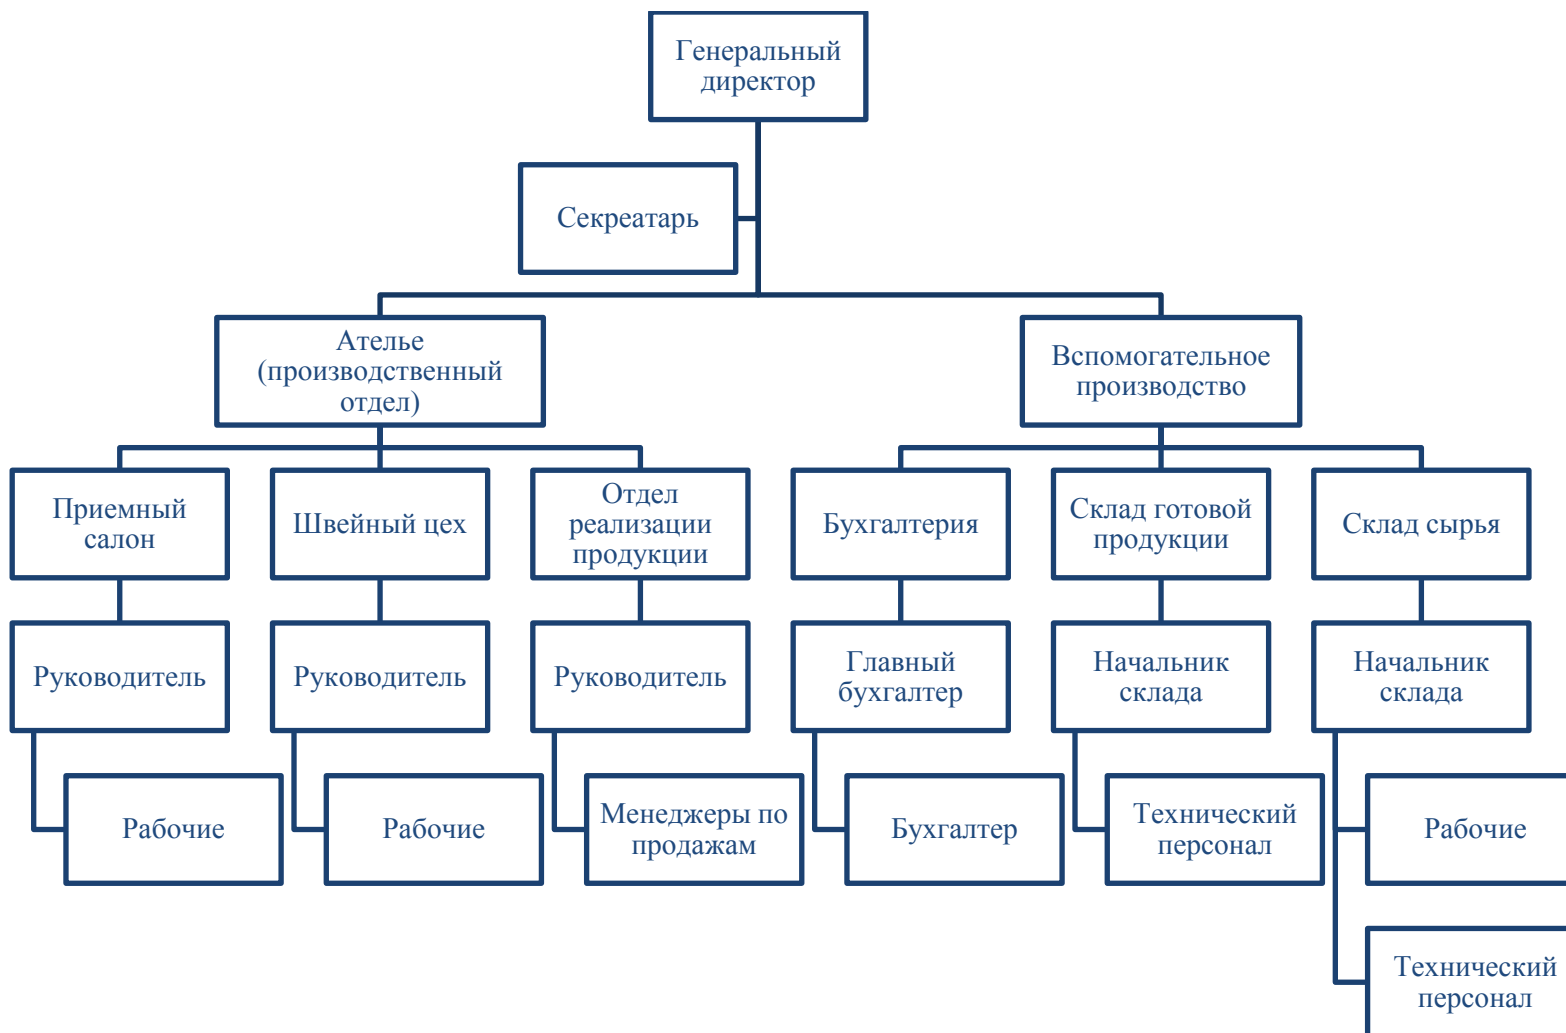 Генеральный
директор
Секреатарь
Ателье
(производственный
отдел)
Вспомогательное
производство
Приемный
салон
Швейный цех
Отдел
реализации
продукции
Бухгалтерия
Склад готовой
продукции
Склад сырья
Руководитель
Руководитель
Руководитель
Главный
бухгалтер
Начальник
склада
Начальник
склада
Рабочие
Рабочие
Менеджеры по
продажам
Бухгалтер
Технический
персонал
Рабочие
Технический
персонал